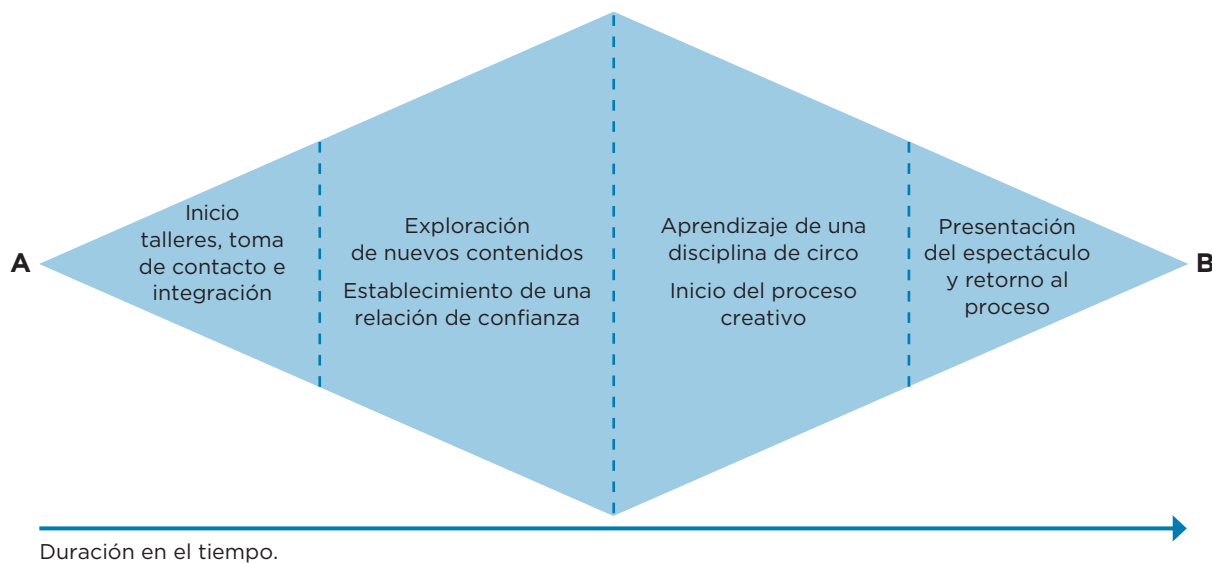 A
Inicio
talleres, toma
de contacto e
integración
Exploración
de nuevos contenidos
Establecimiento de una
relación de confianza
Aprendizaje de una
disciplina de circo
Inicio del proceso
creativo
Presentación
del espectáculo
y retorno al
proceso
B
Duración en el tiempo.